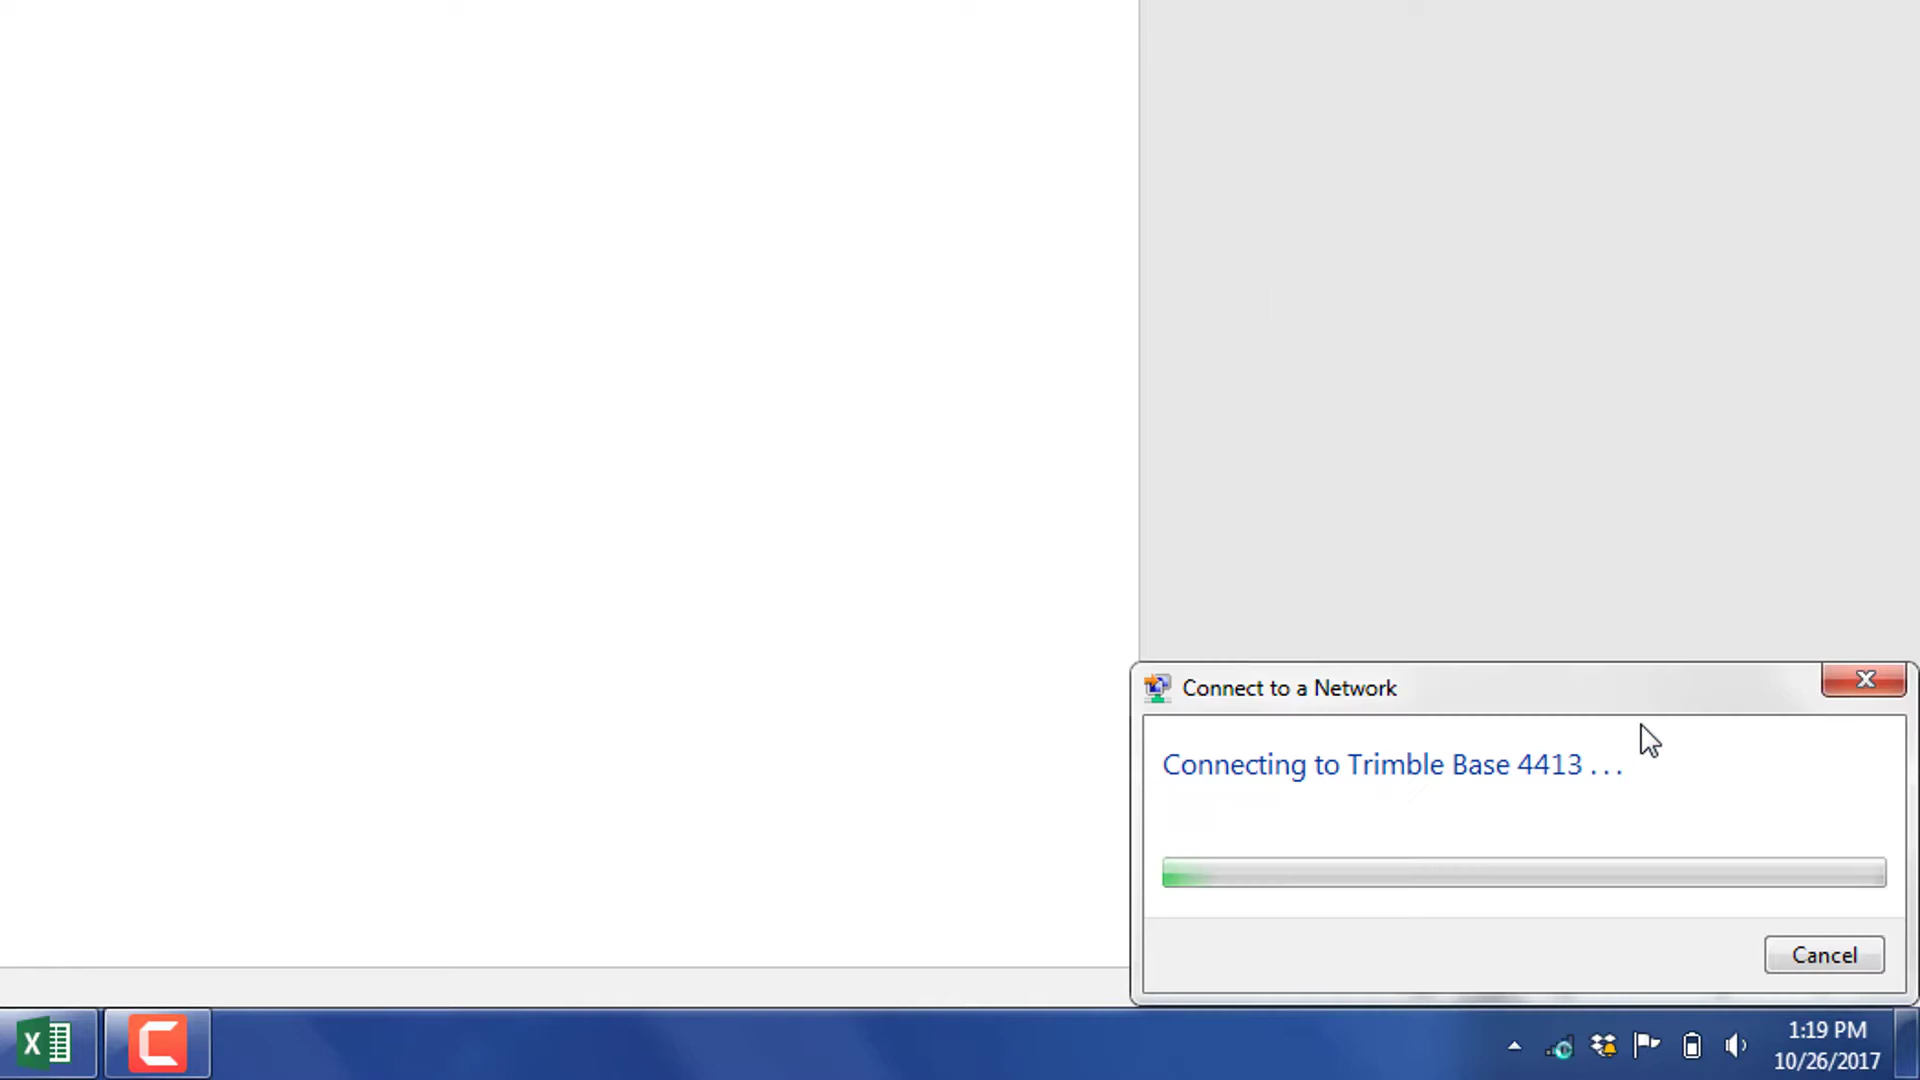 Connect to a Network
X
Connecting to Trimble Base 4413 . . .
Cancel
X
C
1:19 PM
10/26/2017